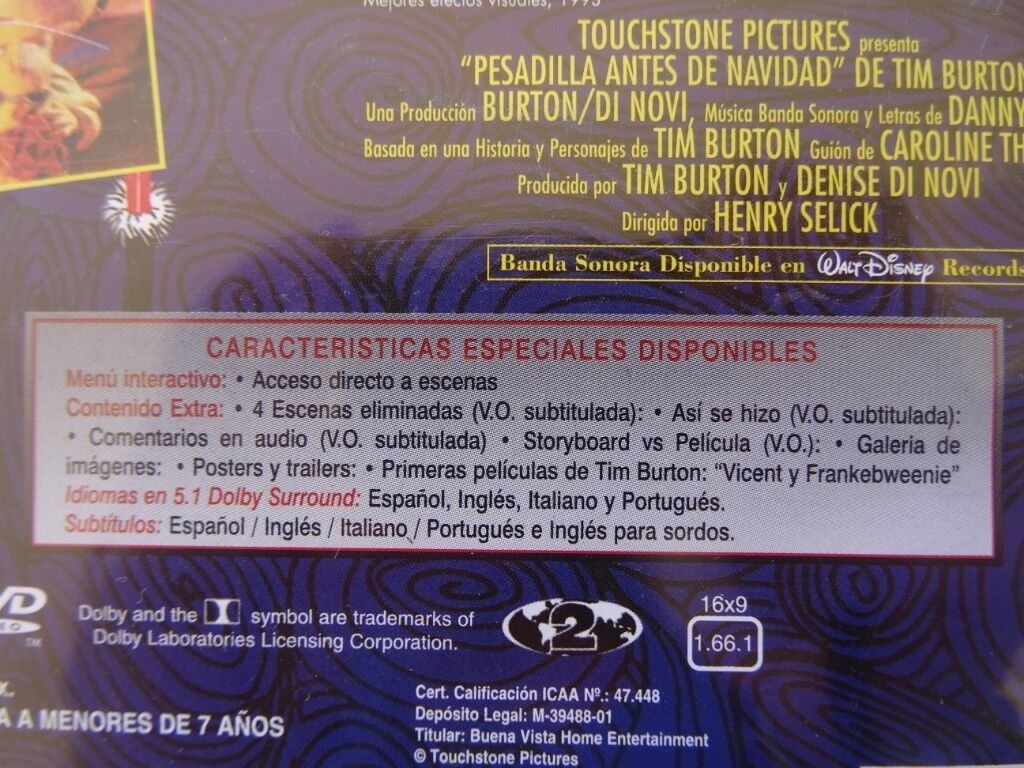 Mejores efectos visuales, 1993
TOUCHSTONE PICTURES presenta
"PESADILLA ANTES DE NAVIDAD" DE TIM BURTON
Una Producción BURTON/DI NOVI, Música Banda Sonora y Letras de DANNY
Basada en una Historia y Personajes de TIM BURTON Guión de CAROLINE TH
Producida por TIM BURTON y DENISE DI NOVI
Dirigida por HENRY SELICK
Banda Sonora Disponible en WALT DISNEY Records
CARACTERISTICAS ESPECIALES DISPONIBLES
Menú interactivo: • Acceso directo a escenas
Contenido Extra: • 4 Escenas eliminadas (V.O. subtitulada): • Así se hizo (V.O. subtitulada):
• Comentarios en audio (V.O. subtitulada) • Storyboard vs Película (V.O.): • Galería de
imágenes: • Posters y trailers: • Primeras películas de Tim Burton: "Vicent y Frankebweenie"
Idiomas en 5.1 Dolby Surround: Español, Inglés, Italiano y Portugués.
Subtítulos: Español / Inglés / Italiano / Portugués e Inglés para sordos.
Dolby and the symbol are trademarks of
Dolby Laboratories Licensing Corporation.
2
16x9
1.66.1
A MENORES DE 7 AÑOS
Cert. Calificación ICAA Nº.: 47.448
Depósito Legal: M-39488-01
Titular: Buena Vista Home Entertainment
© Touchstone Pictures